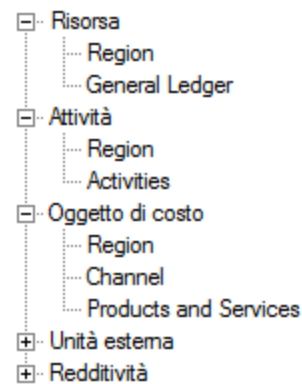 Risorsa
Region
General Ledger
Attività
Region
Activities
Oggetto di costo
Region
Channel
Products and Services
Unità esterna
Redditività